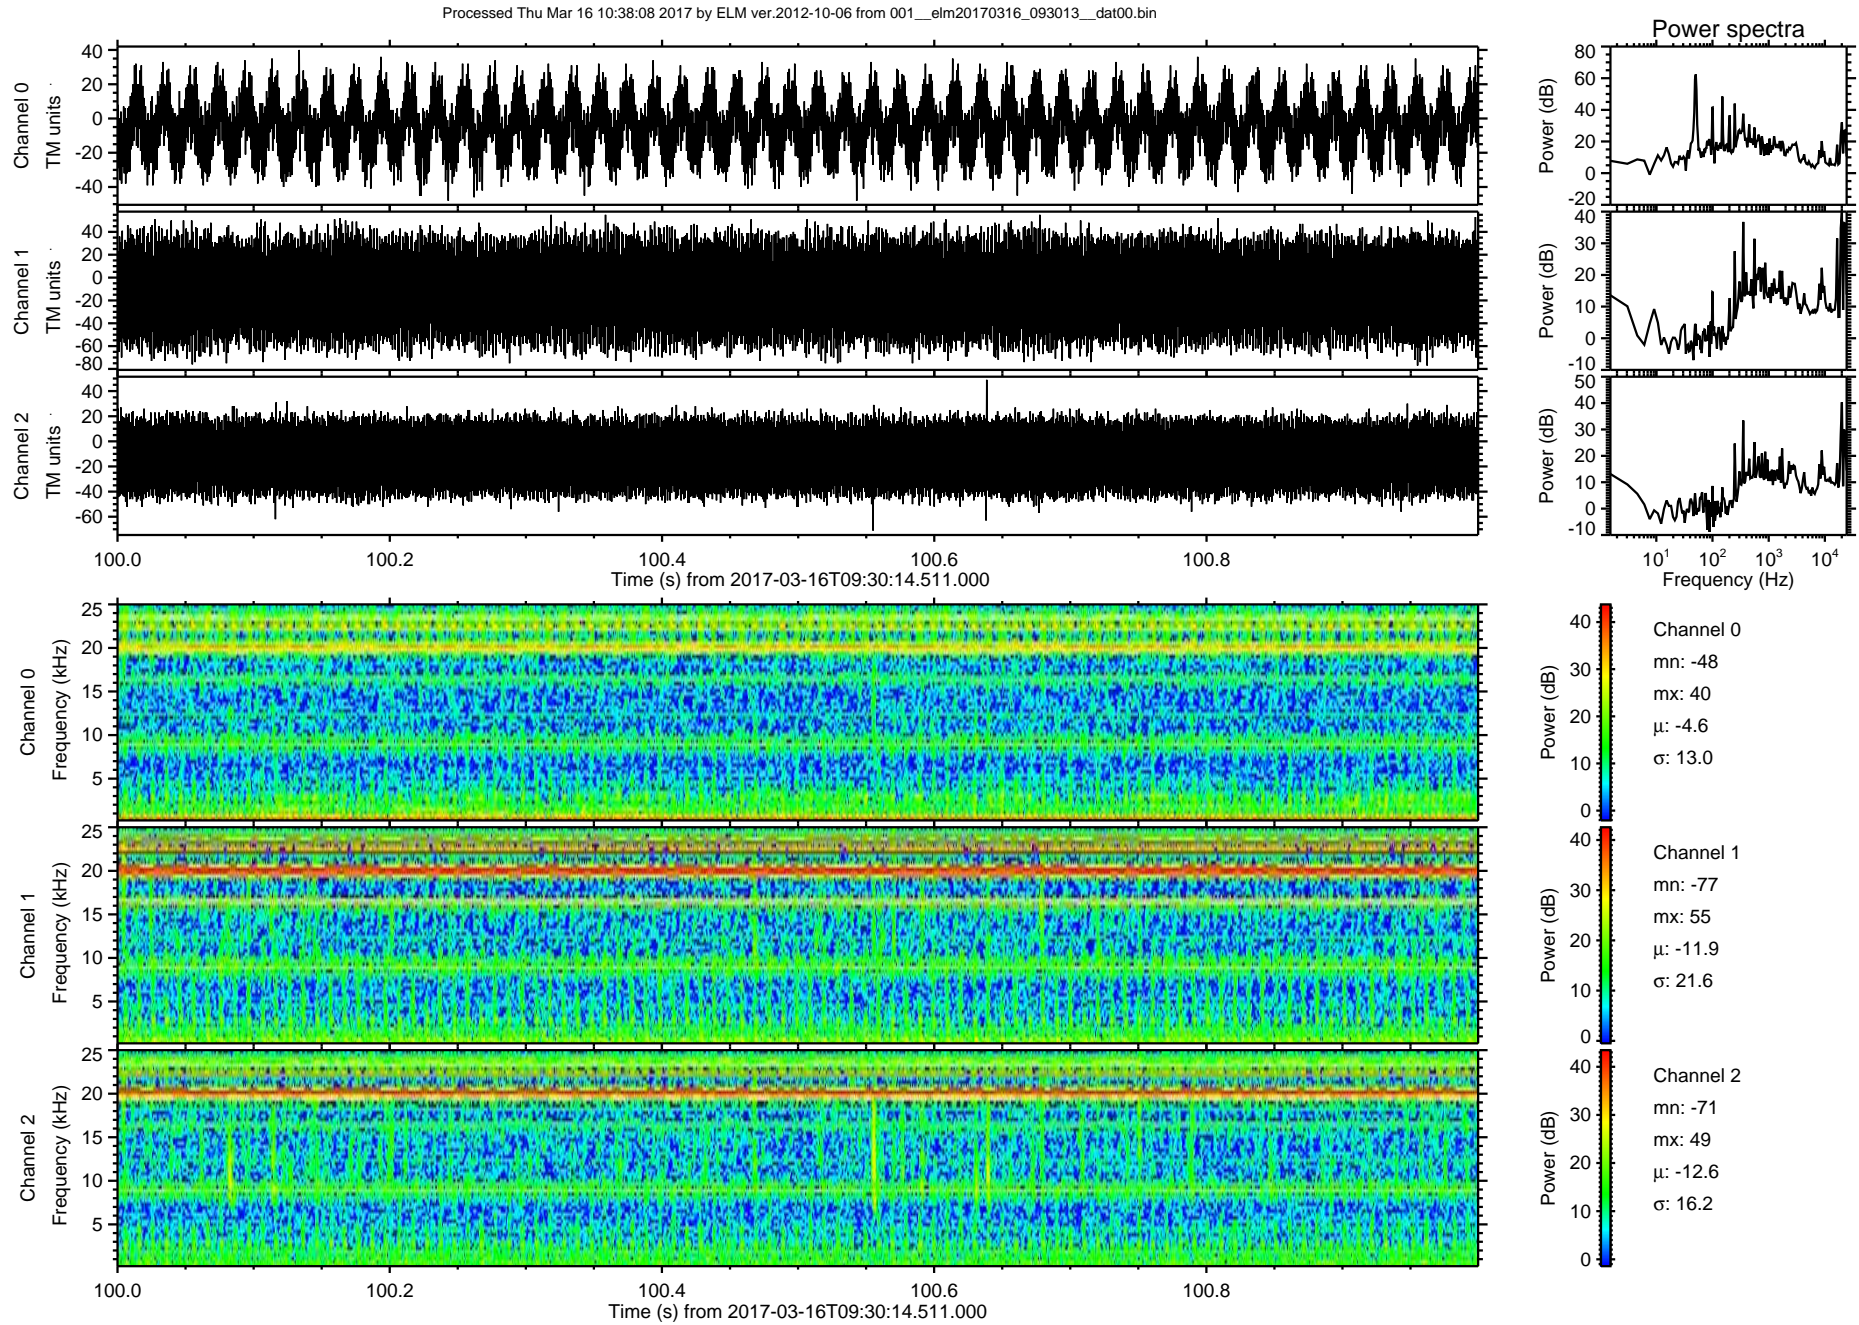 Processed Thu Mar 16 10:38:08 2017 by ELM ver.2012-10-06 from 001__elm20170316_093013__dat00.bin
Power spectra
Channel 0
TM units
40
20
0
-20
-40
Power (dB)
80
60
40
20
0
-20
Channel 1
TM units
40
20
0
-20
-40
-60
-80
Power (dB)
40
30
20
10
0
-10
Channel 2
TM units
40
20
0
-20
-40
-60
Power (dB)
50
40
30
20
10
0
-10
100.0 100.2 100.4 100.6 100.8
Time (s) from 2017-03-16T09:30:14.511.000
10^1 10^2 10^3 10^4
Frequency (Hz)
Channel 0
Frequency (kHz)
25
20
15
10
5
Power (dB)
40
30
20
10
0
Channel 0
mn: -48
mx: 40
μ: -4.6
σ: 13.0
Channel 1
Frequency (kHz)
25
20
15
10
5
Power (dB)
40
30
20
10
0
Channel 1
mn: -77
mx: 55
μ: -11.9
σ: 21.6
Channel 2
Frequency (kHz)
25
20
15
10
5
Power (dB)
40
30
20
10
0
Channel 2
mn: -71
mx: 49
μ: -12.6
σ: 16.2
100.0 100.2 100.4 100.6 100.8
Time (s) from 2017-03-16T09:30:14.511.000